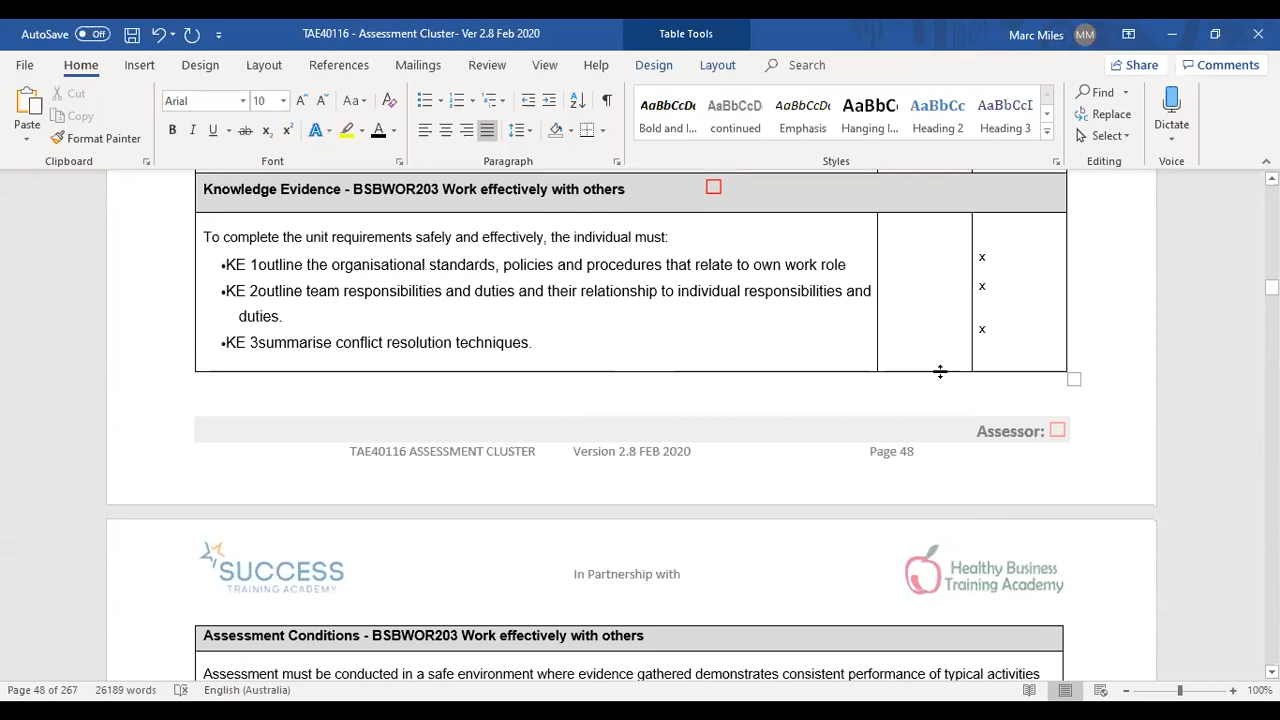 AutoSave Off TAE40116 - Assessment Cluster- Ver 2.8 Feb 2020 Table Tools Marc Miles MM
File Home Insert Design Layout References Mailings Review View Help Design Layout Search Share Comments
Paste Cut Copy Format Painter
Arial 10 Aa
B I U ab x2 x2 A A
AaBbCcDc AaBbCcDc AaBbCcDc AaBbCc AaBbCc AaBbCcI
Bold and I... continued Emphasis Hanging I... Heading 2 Heading 3
Find Replace Select Dictate
Clipboard Font Paragraph Styles Editing Voice
Knowledge Evidence - BSBWOR203 Work effectively with others
To complete the unit requirements safely and effectively, the individual must:
•KE 1outline the organisational standards, policies and procedures that relate to own work role x
•KE 2outline team responsibilities and duties and their relationship to individual responsibilities and x
duties.
•KE 3summarise conflict resolution techniques. x
Assessor:
TAE40116 ASSESSMENT CLUSTER Version 2.8 FEB 2020 Page 48
SUCCESS
TRAINING ACADEMY
In Partnership with
Healthy Business
Training Academy
Assessment Conditions - BSBWOR203 Work effectively with others
Assessment must be conducted in a safe environment where evidence gathered demonstrates consistent performance of typical activities
Page 48 of 267 26189 words English (Australia) 100%